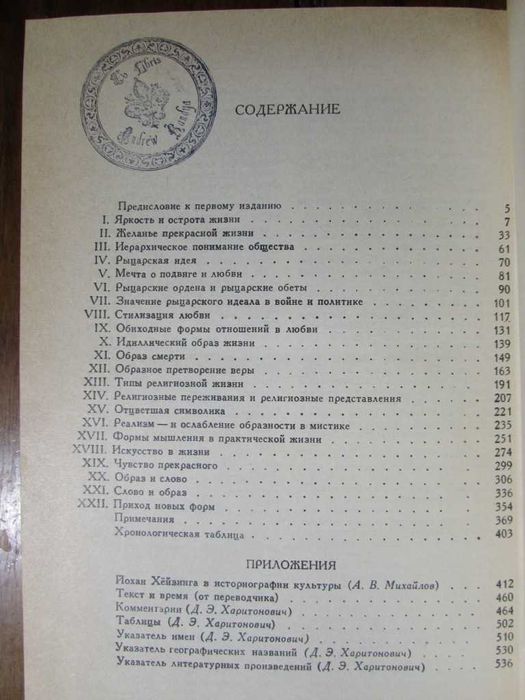 Ex libris
Andrew
СОДЕРЖАНИЕ
Предисловие к первому изданию . . . 5
I. Яркость и острота жизни . . . 7
II. Желанье прекрасной жизни . . . 33
III. Иерархическое понимание общества . . . 61
IV. Рыцарская идея . . . 70
V. Мечта о подвиге и любви . . . 81
VI. Рыцарские ордена и рыцарские обеты . . . 90
VII. Значение рыцарского идеала в войне и политике . . . 101
VIII. Стилизация любви . . . 117
IX. Обиходные формы отношений в любви . . . 131
X. Идиллический образ жизни . . . 139
XI. Образ смерти . . . 149
XII. Образное претворение веры . . . 163
XIII. Типы религиозной жизни . . . 191
XIV. Религиозные переживания и религиозные представления . . . 207
XV. Отцветшая символика . . . 221
XVI. Реализм — и ослабление образности в мистике . . . 235
XVII. Формы мышления в практической жизни . . . 251
XVIII. Искусство в жизни . . . 274
XIX. Чувство прекрасного . . . 299
XX. Образ и слово . . . 306
XXI. Слово и образ . . . 336
XXII. Приход новых форм . . . 354
Примечания . . . 369
Хронологическая таблица . . . 403
ПРИЛОЖЕНИЯ
Йохан Хёйзинга в историографии культуры (А. В. Михайлов) . . . 412
Текст и время (от переводчика) . . . 460
Комментарии (Д. Э. Харитонович) . . . 464
Таблицы (Д. Э. Харитонович) . . . 502
Указатель имен (Д. Э. Харитонович) . . . 510
Указатель географических названий (Д. Э. Харитонович) . . . 530
Указатель литературных произведений (Д. Э. Харитонович) . . . 536